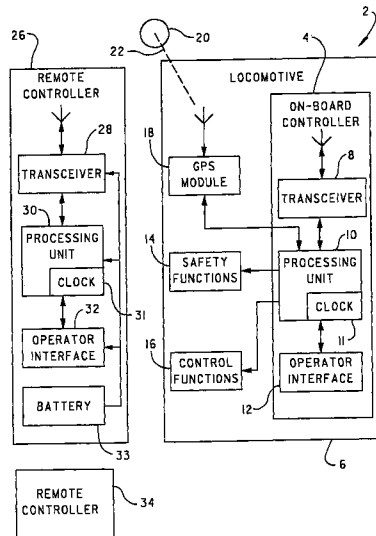 26
REMOTE
CONTROLLER
28
TRANSCEIVER
30
PROCESSING
UNIT
CLOCK
31
32
OPERATOR
INTERFACE
BATTERY
33
REMOTE
CONTROLLER
34
20
22
2
4
LOCOMOTIVE
ON-BOARD
CONTROLLER
18
GPS
MODULE
8
TRANSCEIVER
10
PROCESSING
UNIT
CLOCK
11
14
SAFETY
FUNCTIONS
16
CONTROL
FUNCTIONS
OPERATOR
INTERFACE
12
6